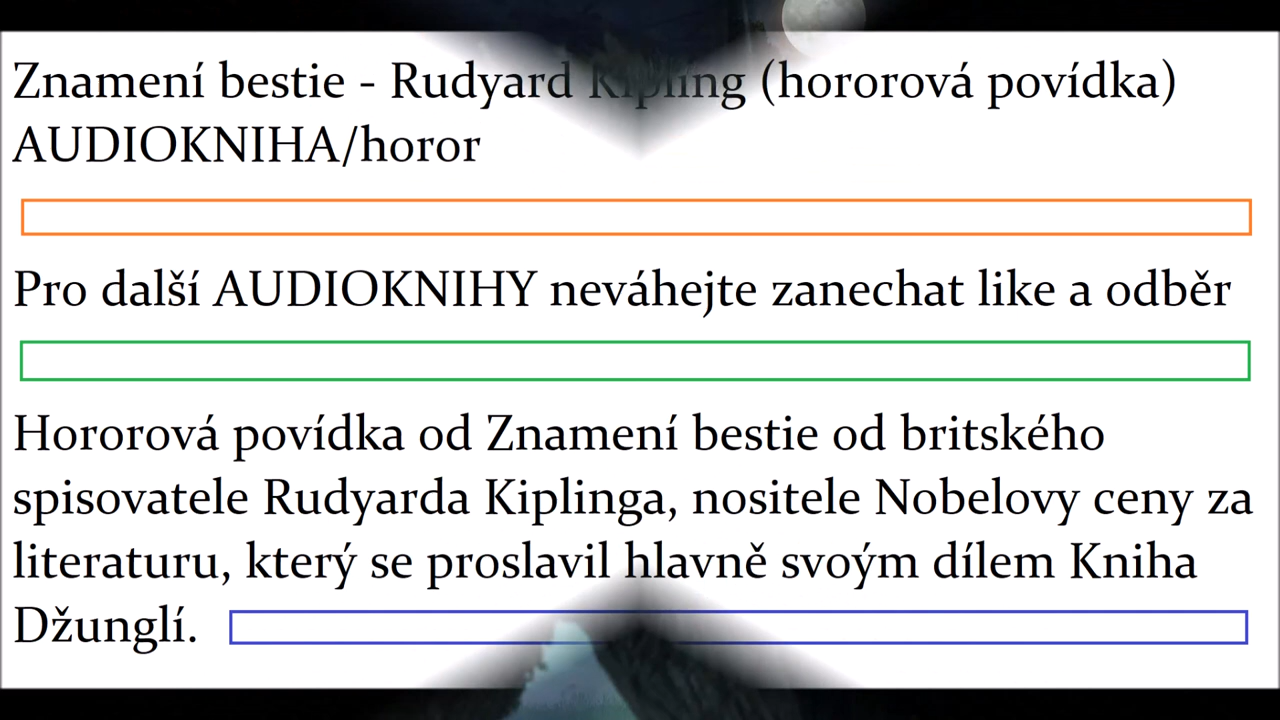 Znamení bestie - Rudyard Kipling (hororová povídka)
AUDIOKNIHA/horor
Pro další AUDIOKNIHY neváhejte zanechat like a odběr
Hororová povídka od Znamení bestie od britského
spisovatele Rudyarda Kiplinga, nositele Nobelovy ceny za
literaturu, který se proslavil hlavně svoým dílem Kniha
Džunglí.